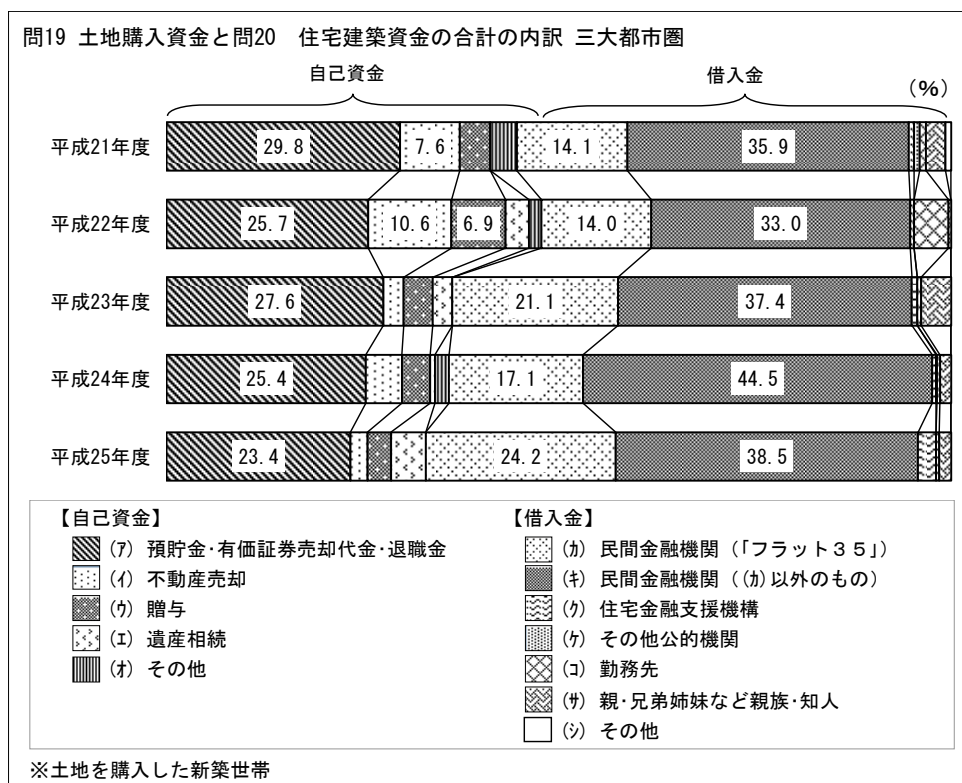 問19 土地購入資金と問20 住宅建築資金の合計の内訳 三大都市圏
自己資金 借入金 (%)
平成21年度 29.8 7.6 14.1 35.9
平成22年度 25.7 10.6 6.9 14.0 33.0
平成23年度 27.6 21.1 37.4
平成24年度 25.4 17.1 44.5
平成25年度 23.4 24.2 38.5
【自己資金】
(ｱ) 預貯金･有価証券売却代金･退職金
(ｲ) 不動産売却
(ｳ) 贈与
(ｴ) 遺産相続
(ｵ) その他
【借入金】
(ｶ) 民間金融機関（「フラット３５」）
(ｷ) 民間金融機関（(ｶ)以外のもの）
(ｸ) 住宅金融支援機構
(ｹ) その他公的機関
(ｺ) 勤務先
(ｻ) 親･兄弟姉妹など親族･知人
(ｼ) その他
※土地を購入した新築世帯